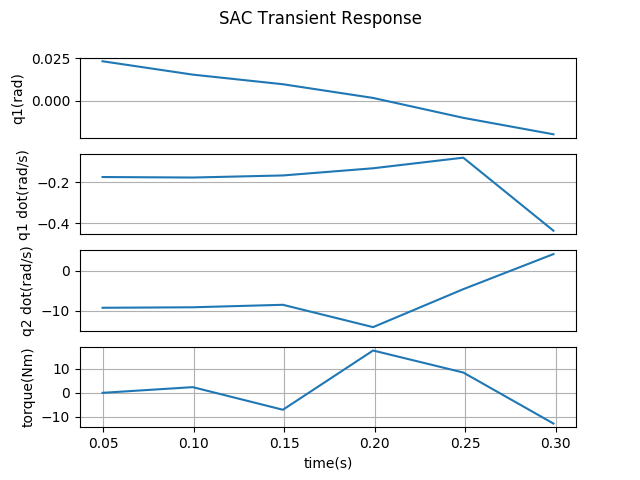 SAC Transient Response
q1(rad)
0.025
0.000
q1 dot(rad/s)
−0.2
−0.4
q2 dot(rad/s)
0
−10
torque(Nm)
10
0
−10
0.05 0.10 0.15 0.20 0.25 0.30
time(s)